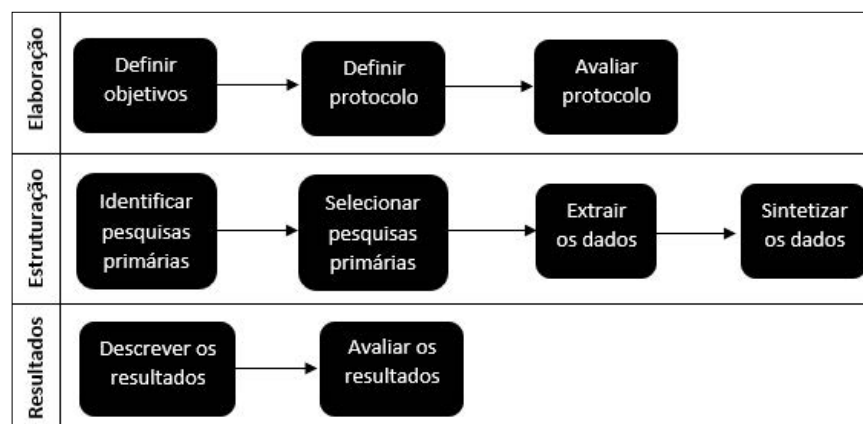 Elaboração
Definir
objetivos
Definir
protocolo
Avaliar
protocolo
Estruturação
Identificar
pesquisas
primárias
Selecionar
pesquisas
primárias
Extrair
os dados
Sintetizar
os dados
Resultados
Descrever os
resultados
Avaliar os
resultados